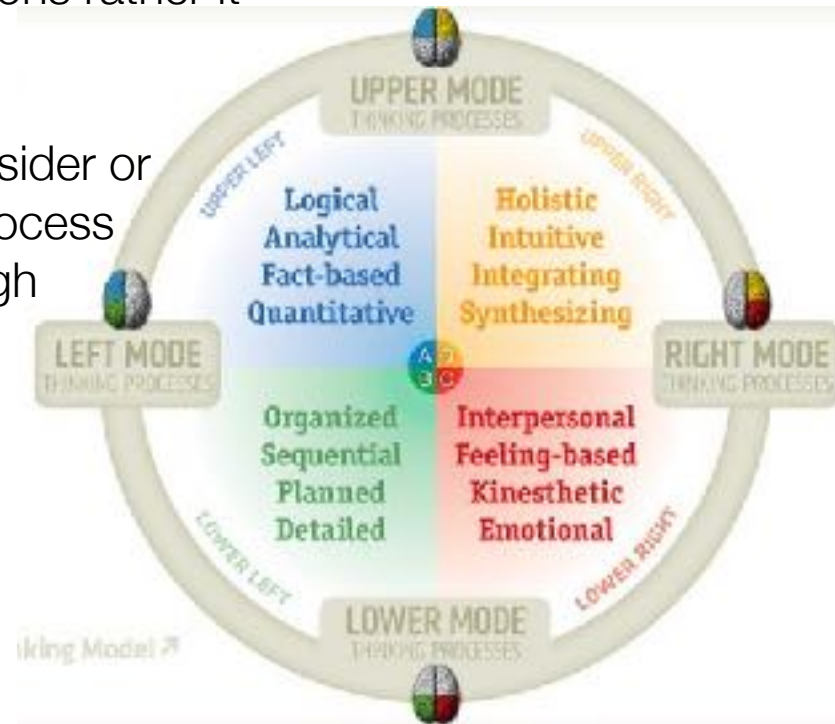 rather it
sider or
ocess
gh
UPPER MODE
THINKING PROCESSES
UPPER LEFT
UPPER RIGHT
Logical
Analytical
Fact-based
Quantitative
Holistic
Intuitive
Integrating
Synthesizing
LEFT MODE
THINKING PROCESSES
A D
B C
RIGHT MODE
THINKING PROCESSES
Organized
Sequential
Planned
Detailed
Interpersonal
Feeling-based
Kinesthetic
Emotional
LOWER LEFT
LOWER RIGHT
LOWER MODE
THINKING PROCESSES
king Model↗